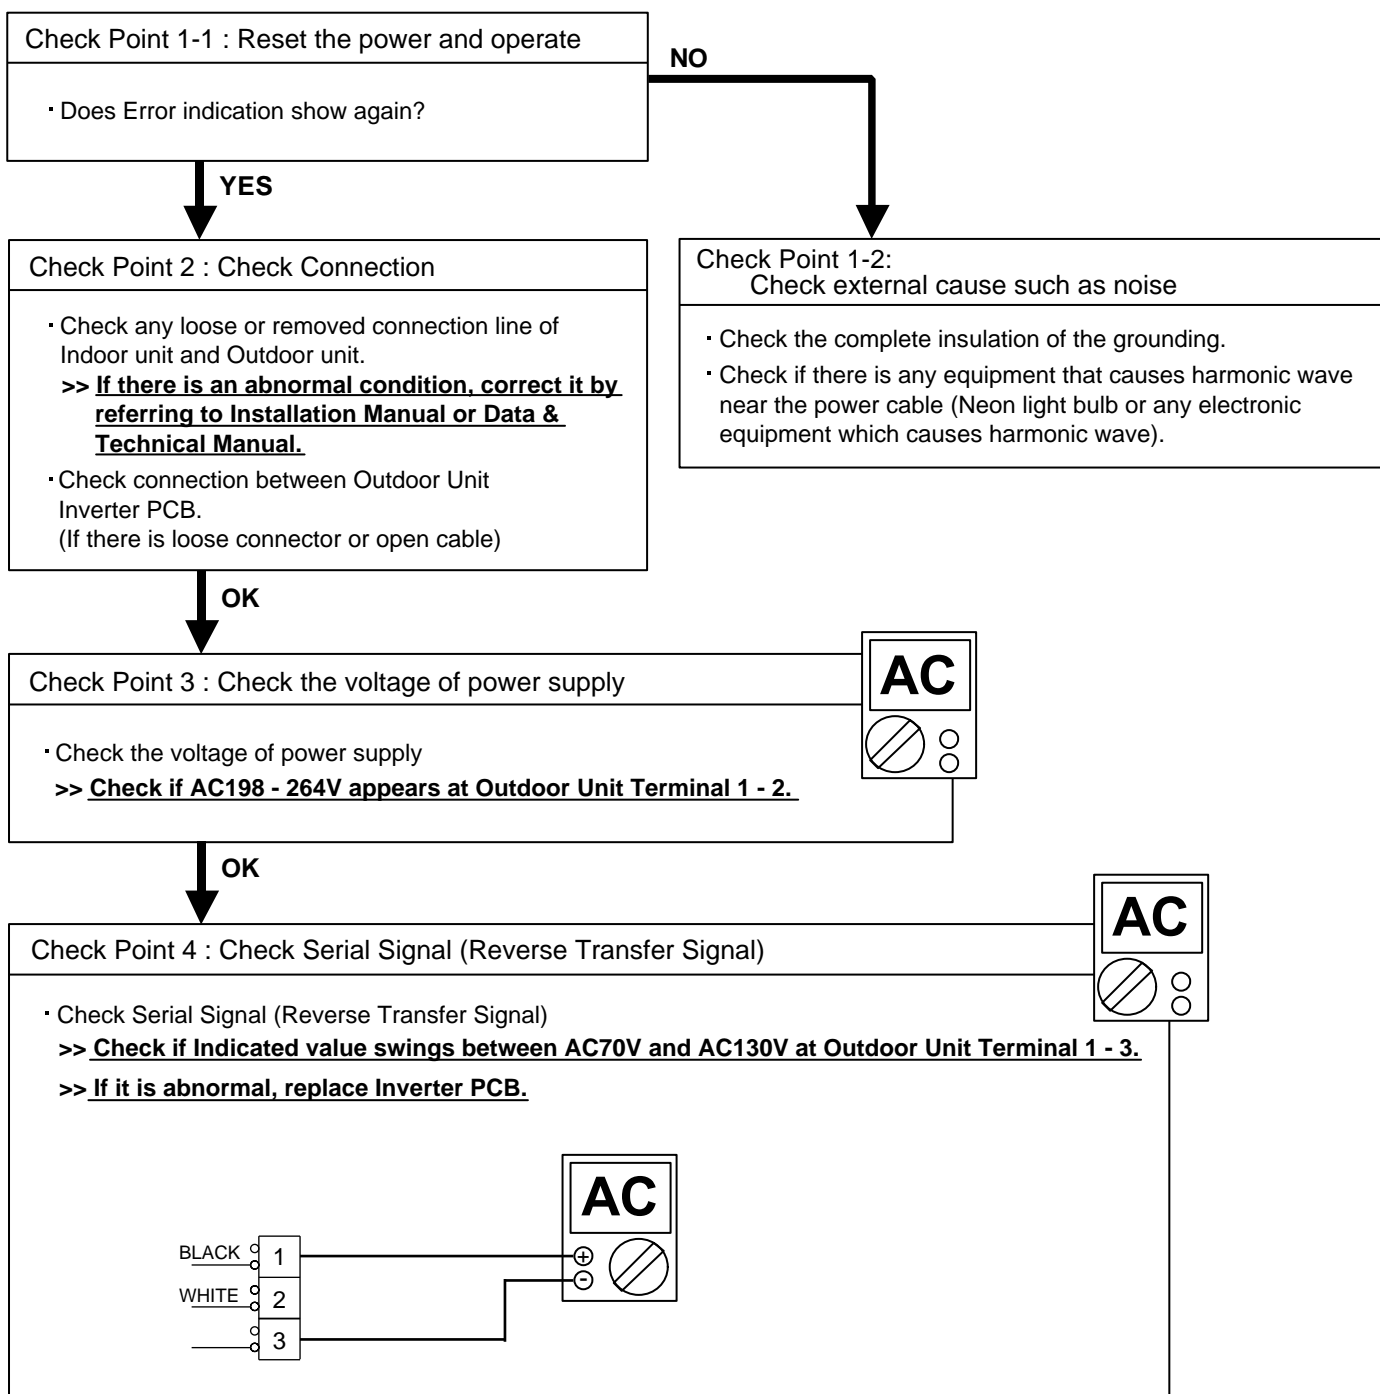 Check Point 1-1 : Reset the power and operate
· Does Error indication show again?
NO
YES
Check Point 2 : Check Connection
· Check any loose or removed connection line of
Indoor unit and Outdoor unit.
>> If there is an abnormal condition, correct it by
referring to Installation Manual or Data &
Technical Manual.
· Check connection between Outdoor Unit
Inverter PCB.
(If there is loose connector or open cable)
Check Point 1-2:
Check external cause such as noise
· Check the complete insulation of the grounding.
· Check if there is any equipment that causes harmonic wave
near the power cable (Neon light bulb or any electronic
equipment which causes harmonic wave).
OK
Check Point 3 : Check the voltage of power supply
AC
· Check the voltage of power supply
>> Check if AC198 - 264V appears at Outdoor Unit Terminal 1 - 2.
OK
Check Point 4 : Check Serial Signal (Reverse Transfer Signal)
AC
· Check Serial Signal (Reverse Transfer Signal)
>> Check if Indicated value swings between AC70V and AC130V at Outdoor Unit Terminal 1 - 3.
>> If it is abnormal, replace Inverter PCB.
AC
BLACK 1 +
WHITE 2 -
3